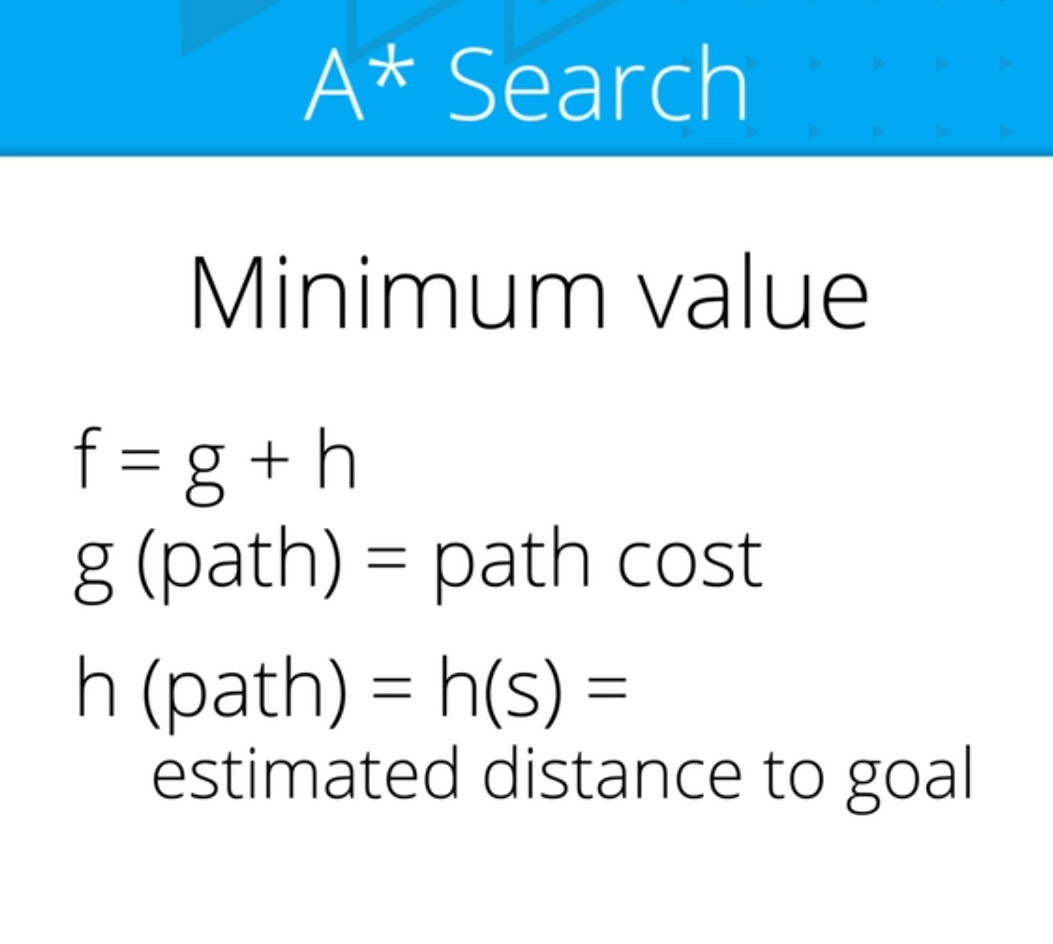 A* Search
Minimum value
f = g + h
g (path) = path cost
h (path) = h(s) =
estimated distance to goal